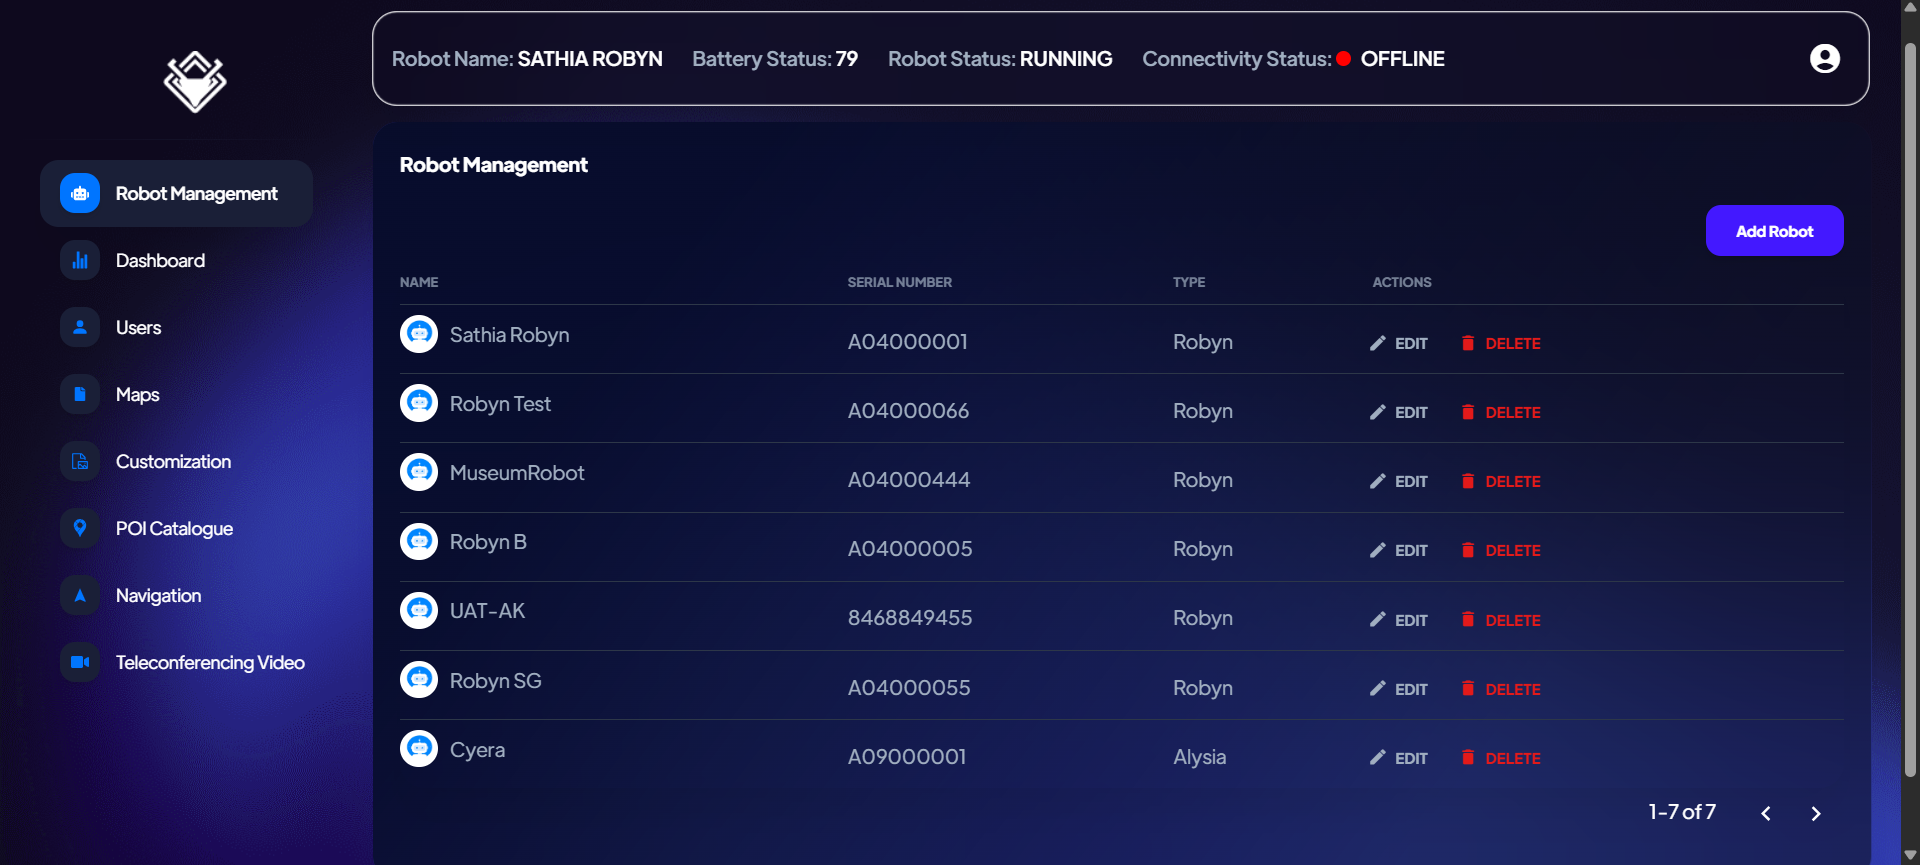 Robot Name: SATHIA ROBYN Battery Status: 79 Robot Status: RUNNING Connectivity Status: OFFLINE
Robot Management
Dashboard
Users
Maps
Customization
POI Catalogue
Navigation
Teleconferencing Video
Robot Management
Add Robot
NAME SERIAL NUMBER TYPE ACTIONS
Sathia Robyn A04000001 Robyn EDIT DELETE
Robyn Test A04000066 Robyn EDIT DELETE
MuseumRobot A04000444 Robyn EDIT DELETE
Robyn B A04000005 Robyn EDIT DELETE
UAT-AK 8468849455 Robyn EDIT DELETE
Robyn SG A04000055 Robyn EDIT DELETE
Cyera A09000001 Alysia EDIT DELETE
1-7 of 7